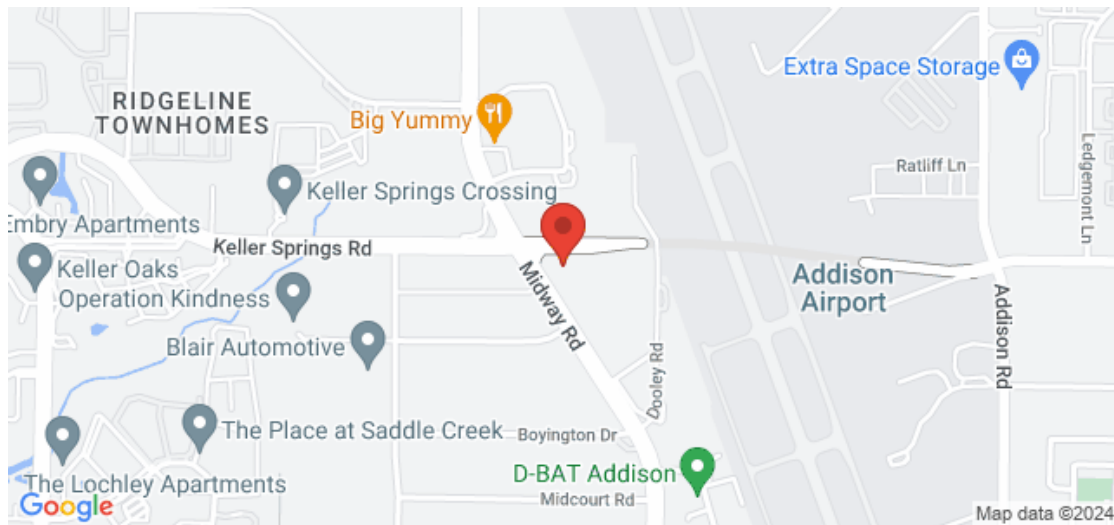 Extra Space Storage
RIDGELINE
TOWNHOMES
Big Yummy
Ledgemont Ln
Ratliff Ln
Keller Springs Crossing
Embry Apartments
Keller Springs Rd
Keller Oaks
Operation Kindness
Midway Rd
Addison
Airport
Addison Rd
Blair Automotive
Dooley Rd
The Place at Saddle Creek
Boyington Dr
D-BAT Addison
The Lochley Apartments
Midcourt Rd
Google
Map data ©2024